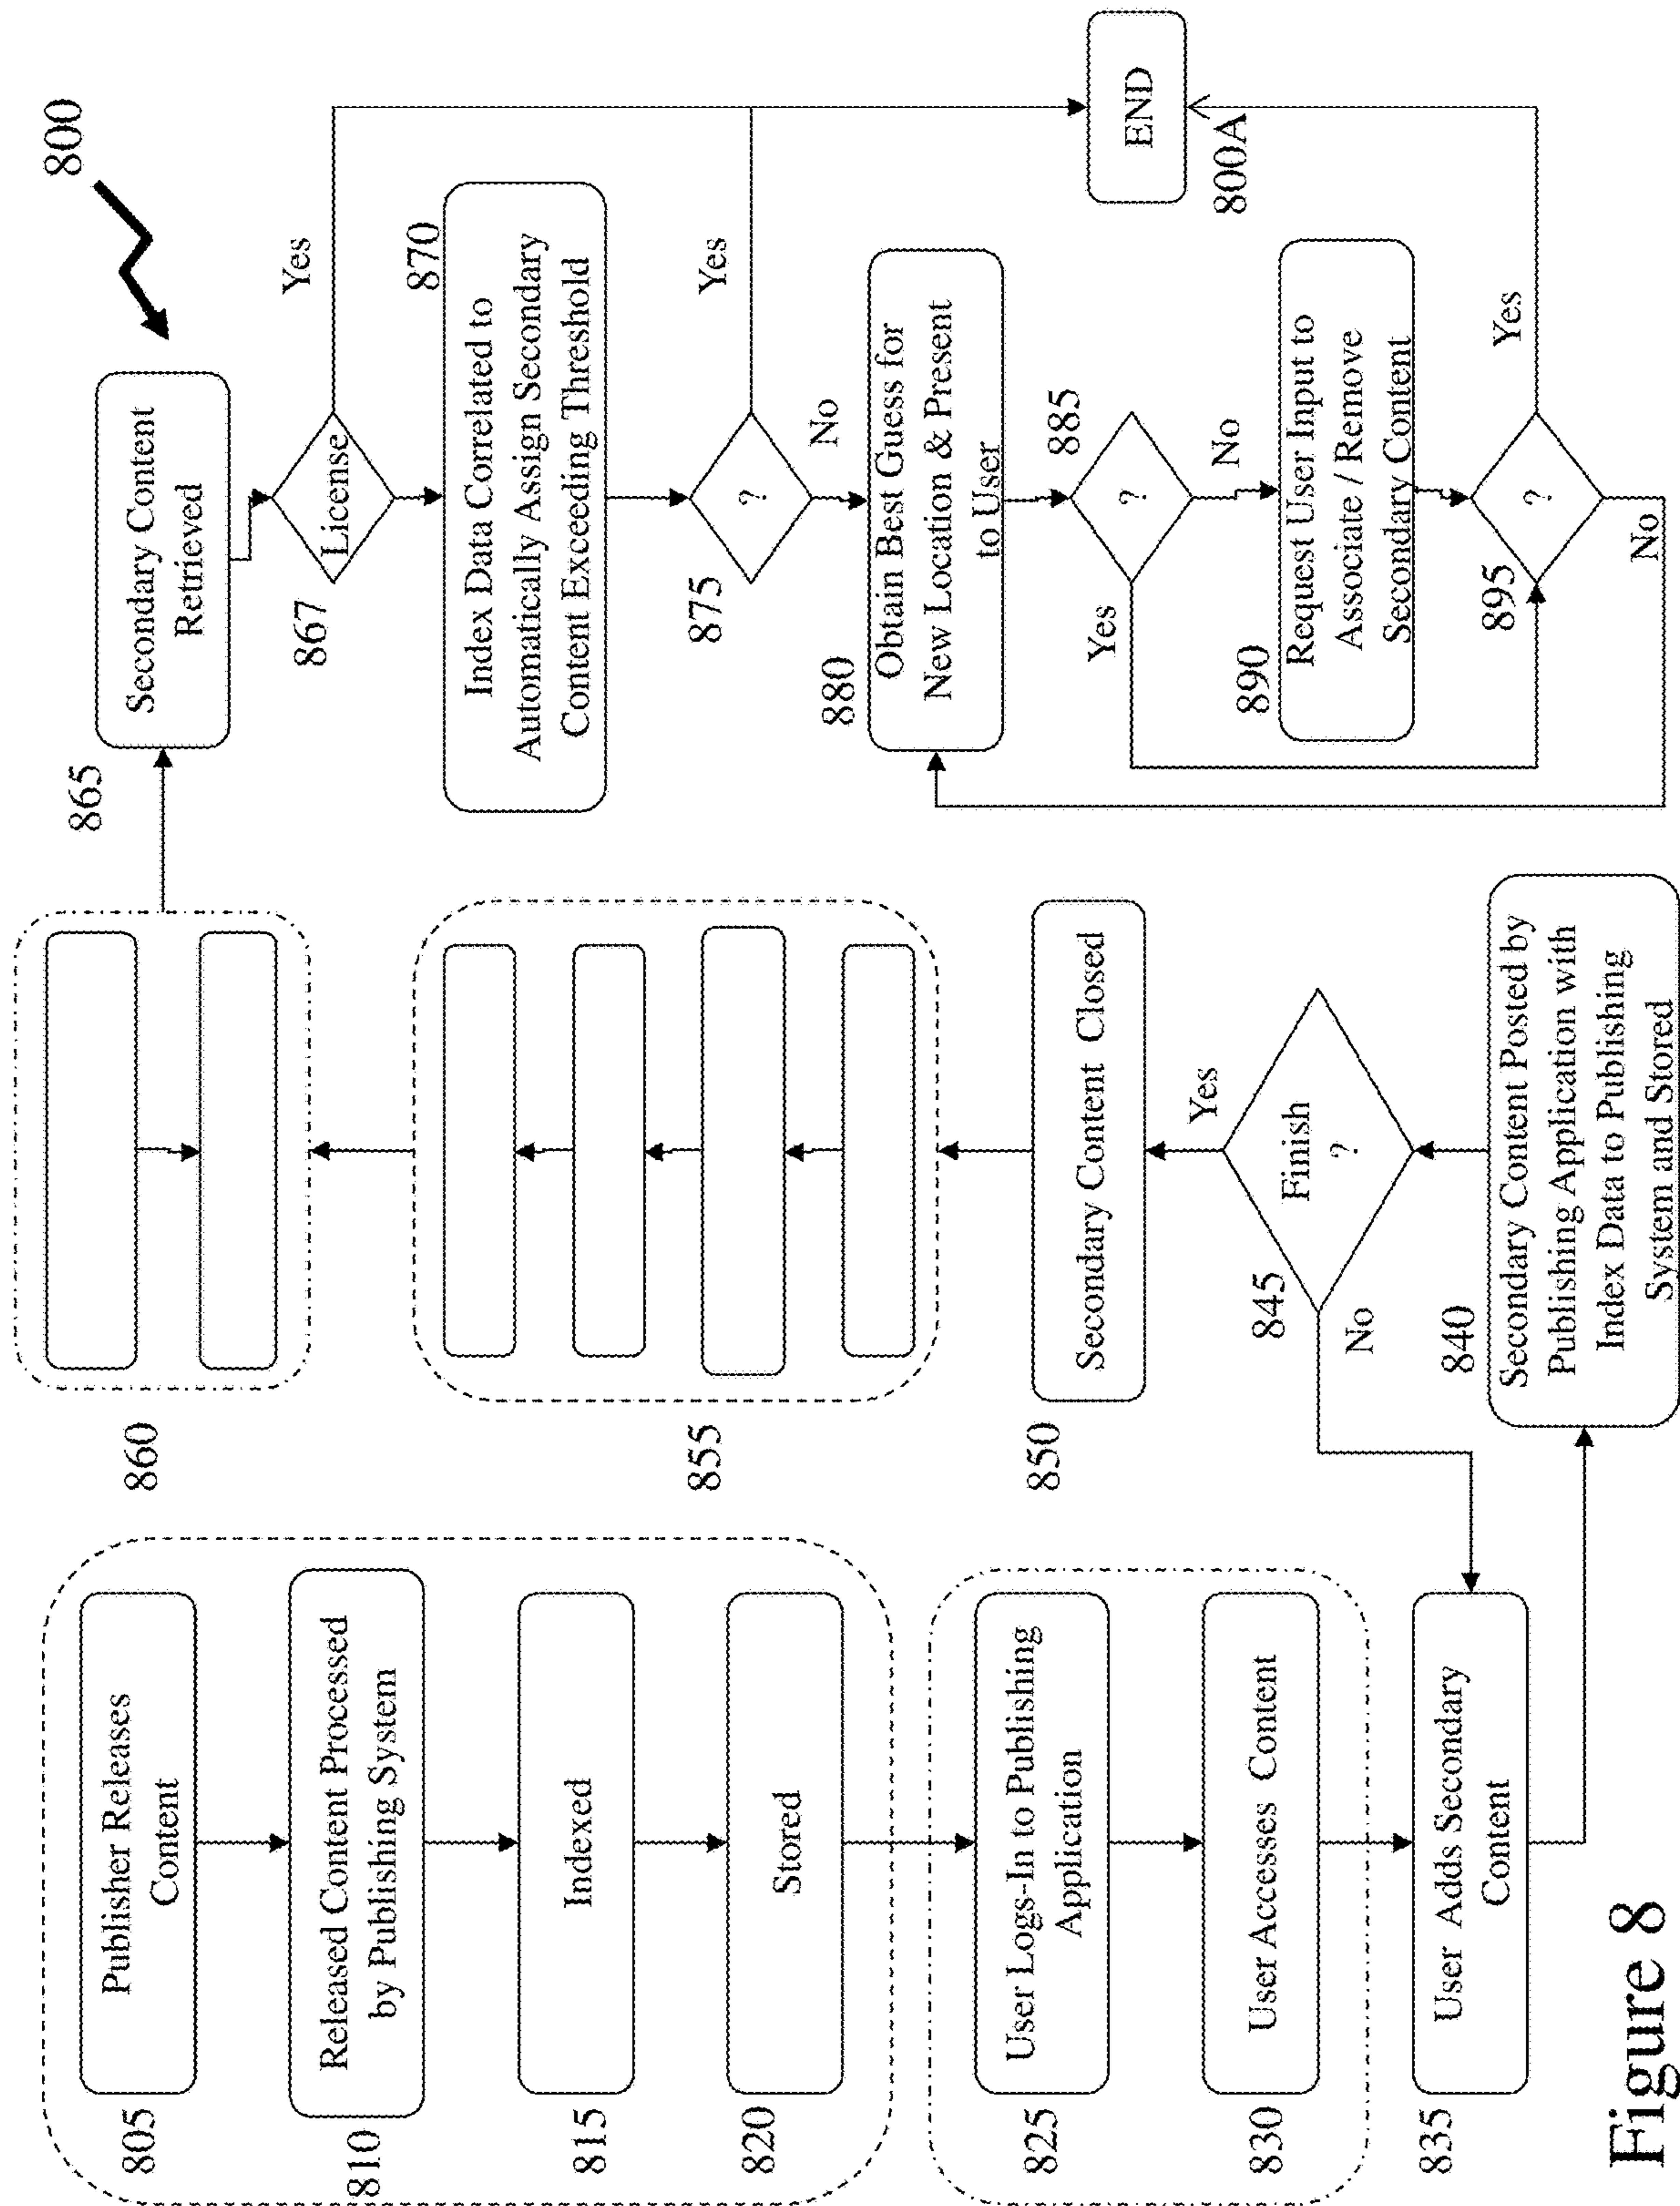 800
805
Publisher Releases
Content
810
Released Content Processed
by Publishing System
815
Indexed
820
Stored
825
User Logs-In to Publishing
Application
830
User Accesses Content
835
User Adds Secondary
Content
840
Secondary Content Posted by
Publishing Application with
Index Data to Publishing
System and Stored
845
Finish
?
No
Yes
850
Secondary Content Closed
855
860
865
Secondary Content
Retrieved
867
License
Yes
870
Index Data Correlated to
Automatically Assign Secondary
Content Exceeding Threshold
875
?
Yes
No
880
Obtain Best Guess for
New Location & Present
to User
885
?
Yes
No
890
Request User Input to
Associate / Remove
Secondary Content
895
?
Yes
No
END
800A
Figure 8